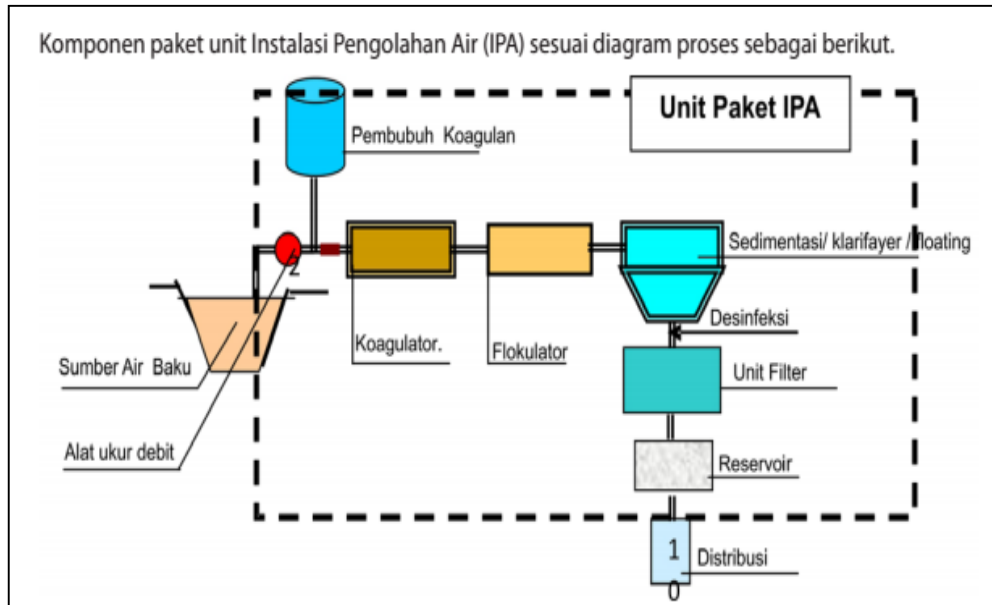 Komponen paket unit Instalasi Pengolahan Air (IPA) sesuai diagram proses sebagai berikut.
Unit Paket IPA
Pembubuh Koagulan
Sedimentasi/ klarifayer / floating
2
Desinfeksi
Koagulator.
Flokulator
Sumber Air Baku
Unit Filter
Alat ukur debit
Reservoir
1
0
Distribusi